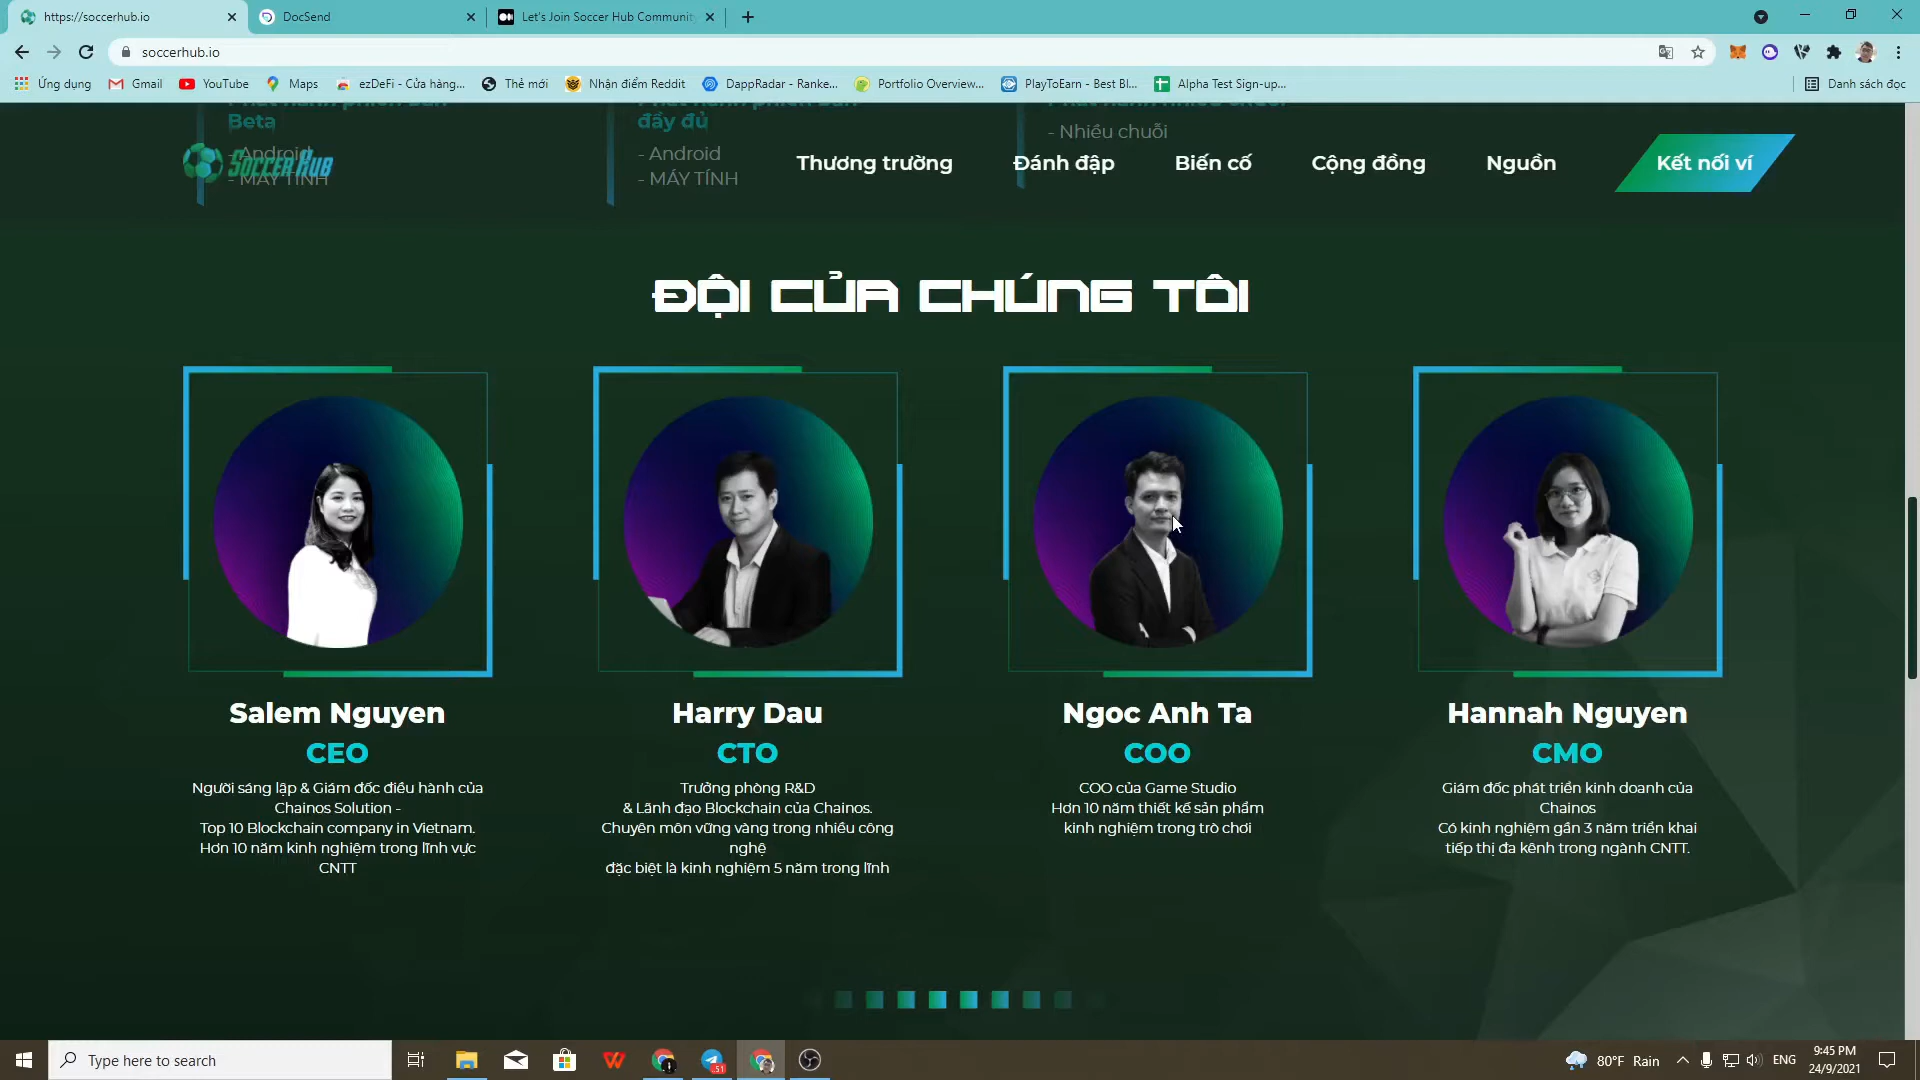 https://soccerhub.io
DocSend
Let's Join Soccer Hub Communit
soccerhub.io
Ứng dụng
Gmail
YouTube
Maps
ezDeFi - Cửa hàng...
Thẻ mới
Nhận điểm Reddit
DappRadar - Ranke...
Portfolio Overview...
PlayToEarn - Best Bl...
Alpha Test Sign-up...
Danh sách đọc
Beta
- Android
- MÁY TÍNH
đầy đủ
- Android
- MÁY TÍNH
- Nhiều chuỗi
SOCCER HUB
Thương trường
Đánh đập
Biến cố
Cộng đồng
Nguồn
Kết nối ví
ĐỘI CỦA CHÚNG TÔI
Salem Nguyen
CEO
Người sáng lập & Giám đốc điều hành của
Chainos Solution -
Top 10 Blockchain company in Vietnam.
Hơn 10 năm kinh nghiệm trong lĩnh vực
CNTT
Harry Dau
CTO
Trưởng phòng R&D
& Lãnh đạo Blockchain của Chainos.
Chuyên môn vững vàng trong nhiều công
nghệ
đặc biệt là kinh nghiệm 5 năm trong lĩnh
Ngoc Anh Ta
COO
COO của Game Studio
Hơn 10 năm thiết kế sản phẩm
kinh nghiệm trong trò chơi
Hannah Nguyen
CMO
Giám đốc phát triển kinh doanh của
Chainos
Có kinh nghiệm gần 3 năm triển khai
tiếp thị đa kênh trong ngành CNTT.
Type here to search
51
80°F Rain
ENG
9:45 PM
24/9/2021